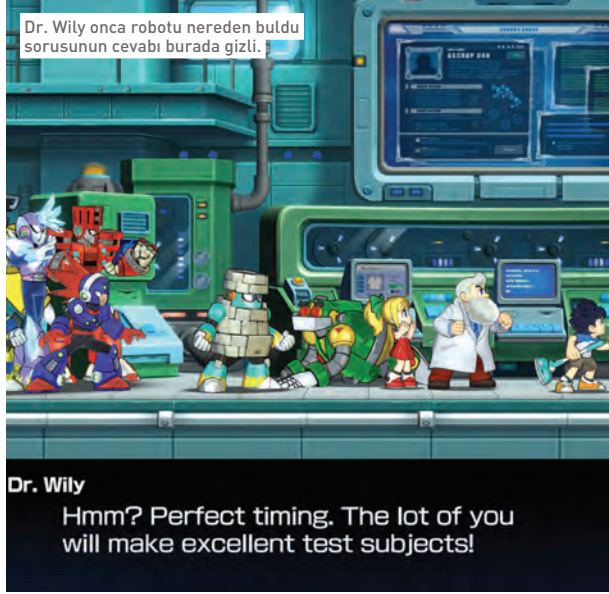 Dr. Wily onca robotu nereden buldu
sorusunun cevabı burada gizli.
Dr. Wily
Hmm? Perfect timing. The lot of you
will make excellent test subjects!